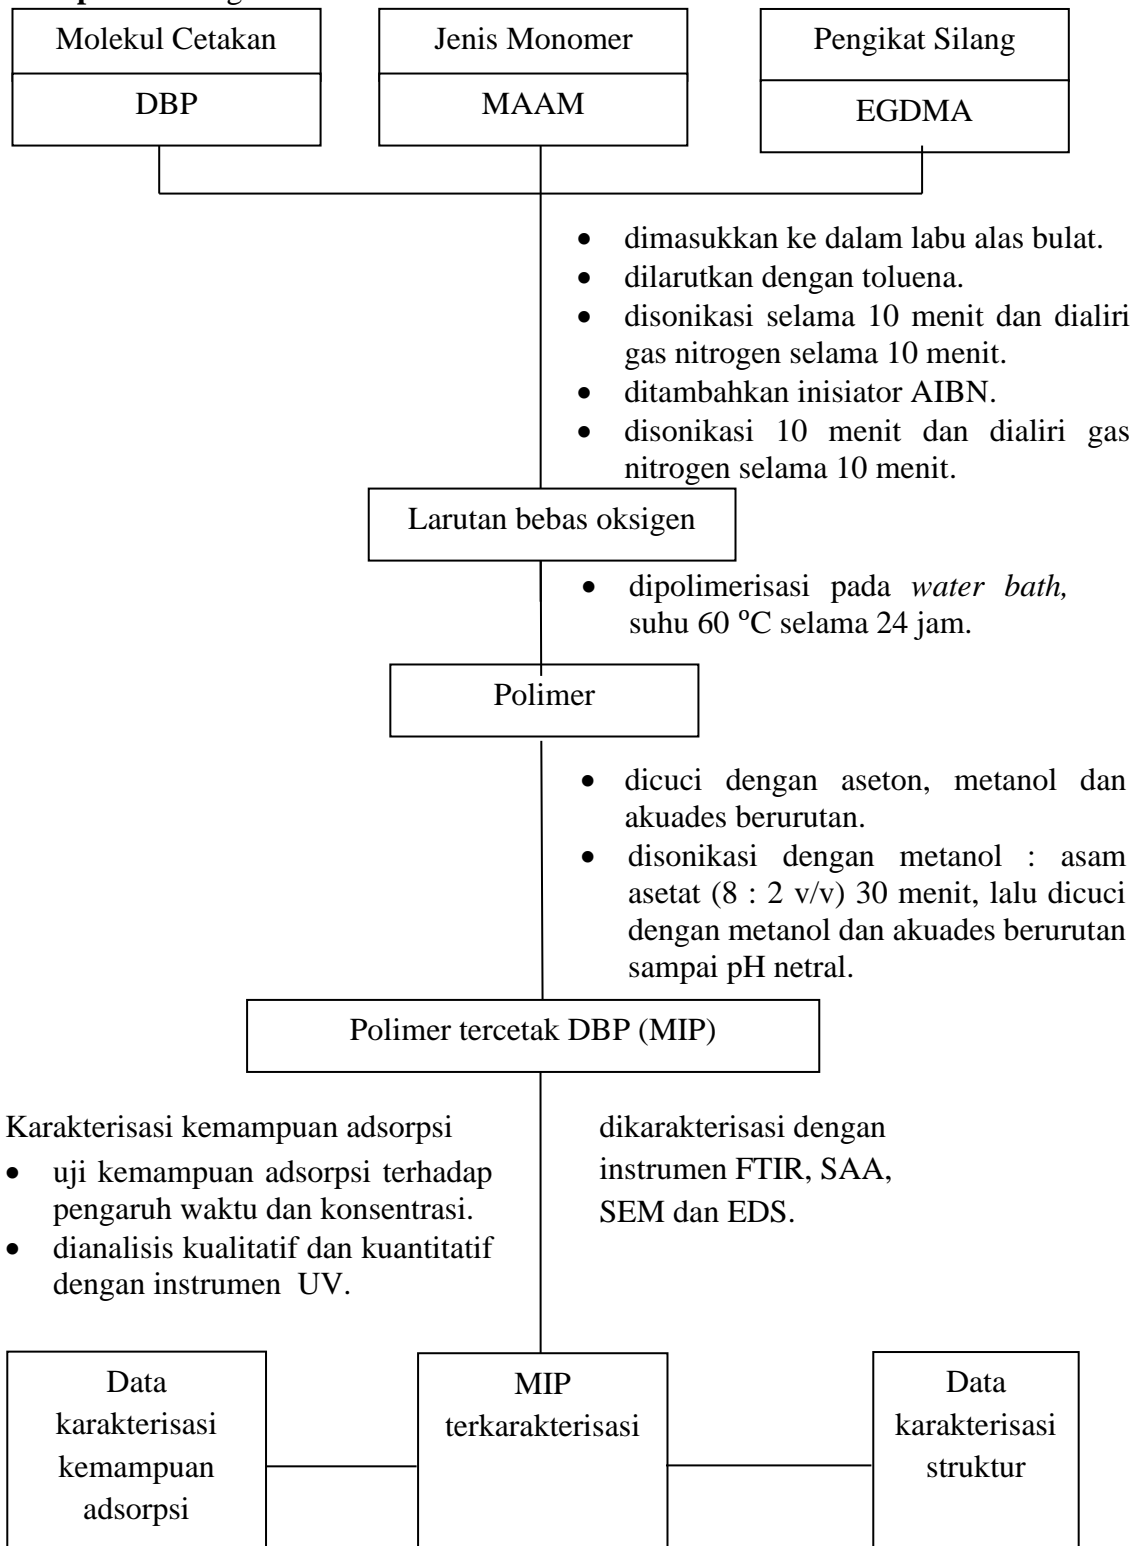 Molekul Cetakan
DBP
Jenis Monomer
MAAM
Pengikat Silang
EGDMA
• dimasukkan ke dalam labu alas bulat.
• dilarutkan dengan toluena.
• disonikasi selama 10 menit dan dialiri
gas nitrogen selama 10 menit.
• ditambahkan inisiator AIBN.
• disonikasi 10 menit dan dialiri gas
nitrogen selama 10 menit.
Larutan bebas oksigen
• dipolimerisasi pada water bath,
suhu 60 °C selama 24 jam.
Polimer
• dicuci dengan aseton, metanol dan
akuades berurutan.
• disonikasi dengan metanol : asam
asetat (8 : 2 v/v) 30 menit, lalu dicuci
dengan metanol dan akuades berurutan
sampai pH netral.
Polimer tercetak DBP (MIP)
Karakterisasi kemampuan adsorpsi
• uji kemampuan adsorpsi terhadap
pengaruh waktu dan konsentrasi.
• dianalisis kualitatif dan kuantitatif
dengan instrumen UV.
dikarakterisasi dengan
instrumen FTIR, SAA,
SEM dan EDS.
Data
karakterisasi
kemampuan
adsorpsi
MIP
terkarakterisasi
Data
karakterisasi
struktur